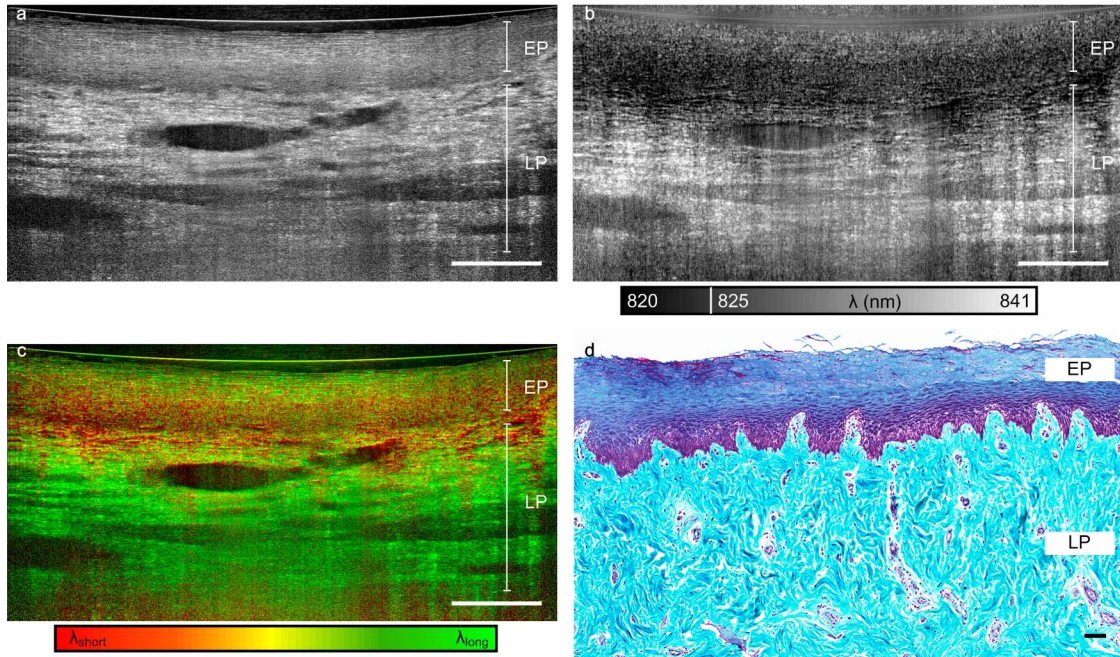 a
EP
LP
b
EP
LP
820 825 λ (nm) 841
c
EP
LP
λshort λlong
d
EP
LP